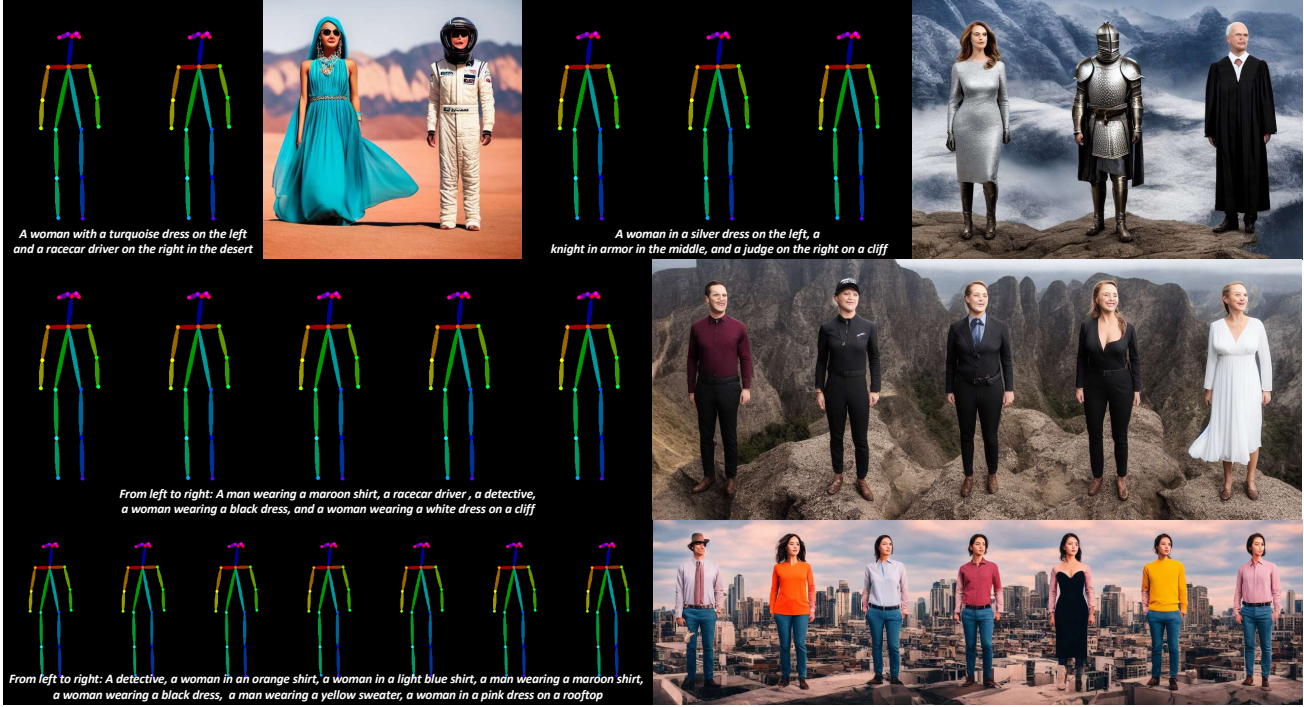 A woman with a turquoise dress on the left
and a racecar driver on the right in the desert
A woman in a silver dress on the left, a
knight in armor in the middle, and a judge on the right on a cliff
From left to right: A man wearing a maroon shirt, a racecar driver , a detective,
a woman wearing a black dress, and a woman wearing a white dress on a cliff
From left to right: A detective, a woman in an orange shirt, a woman in a light blue shirt, a man wearing a maroon shirt,
a woman wearing a black dress,  a man wearing a yellow sweater, a woman in a pink dress on a rooftop